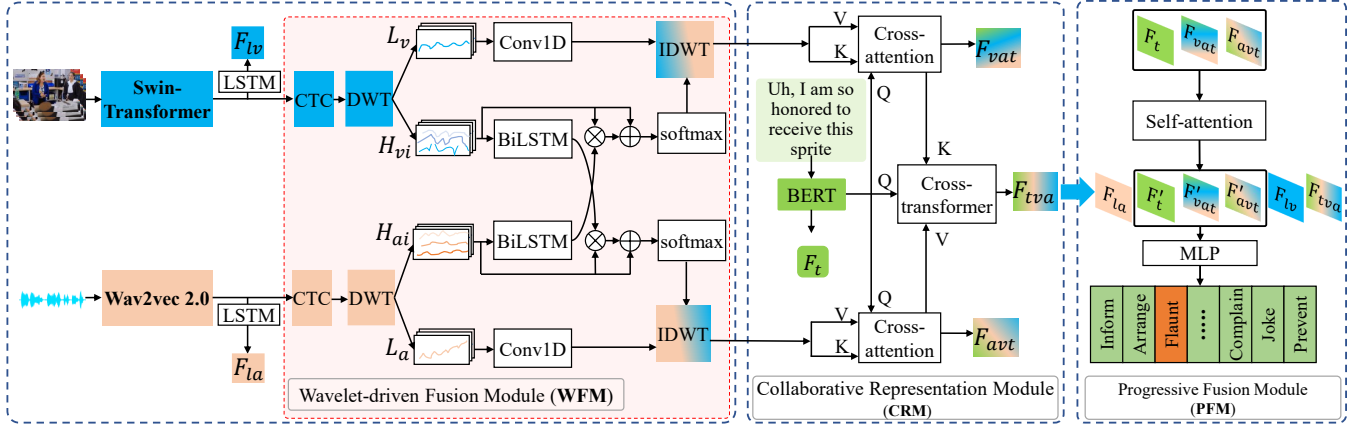 F_lv
LSTM
Swin-
Transformer
CTC
DWT
L_v
Conv1D
IDWT
H_vi
BiLSTM
softmax
H_ai
BiLSTM
softmax
Wav2vec 2.0
LSTM
F_la
CTC
DWT
L_a
Conv1D
IDWT
Wavelet-driven Fusion Module (WFM)
V
K
Cross-
attention
F_vat
Q
K
Uh, I am so
honored to
receive this
sprite
BERT
Q
Cross-
transformer
F_tva
F_t
V
Q
V
K
Cross-
attention
F_avt
Collaborative Representation Module
(CRM)
F_t
F_vat
F_avt
Self-attention
F_la
F'_t
F'_vat
F'_avt
F_lv
F_tva
MLP
Inform
Arrange
Flaunt
.....
Complain
Joke
Prevent
Progressive Fusion Module
(PFM)